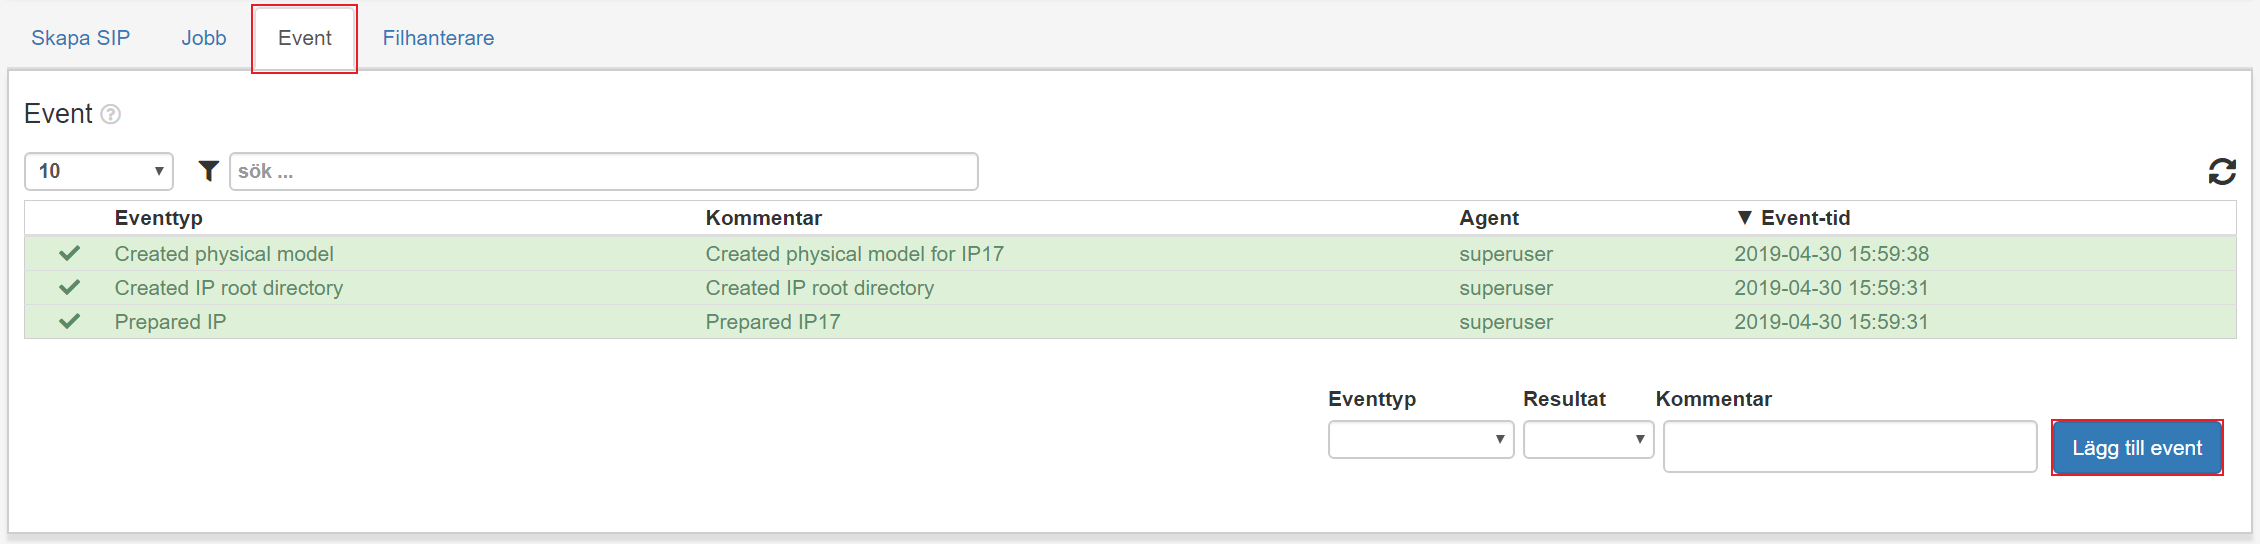 Skapa SIP Jobb Event Filhanterare
Event ?
10 sök ...
Eventtyp Kommentar Agent ▼ Event-tid
Created physical model Created physical model for IP17 superuser 2019-04-30 15:59:38
Created IP root directory Created IP root directory superuser 2019-04-30 15:59:31
Prepared IP Prepared IP17 superuser 2019-04-30 15:59:31
Eventtyp Resultat Kommentar
Lägg till event